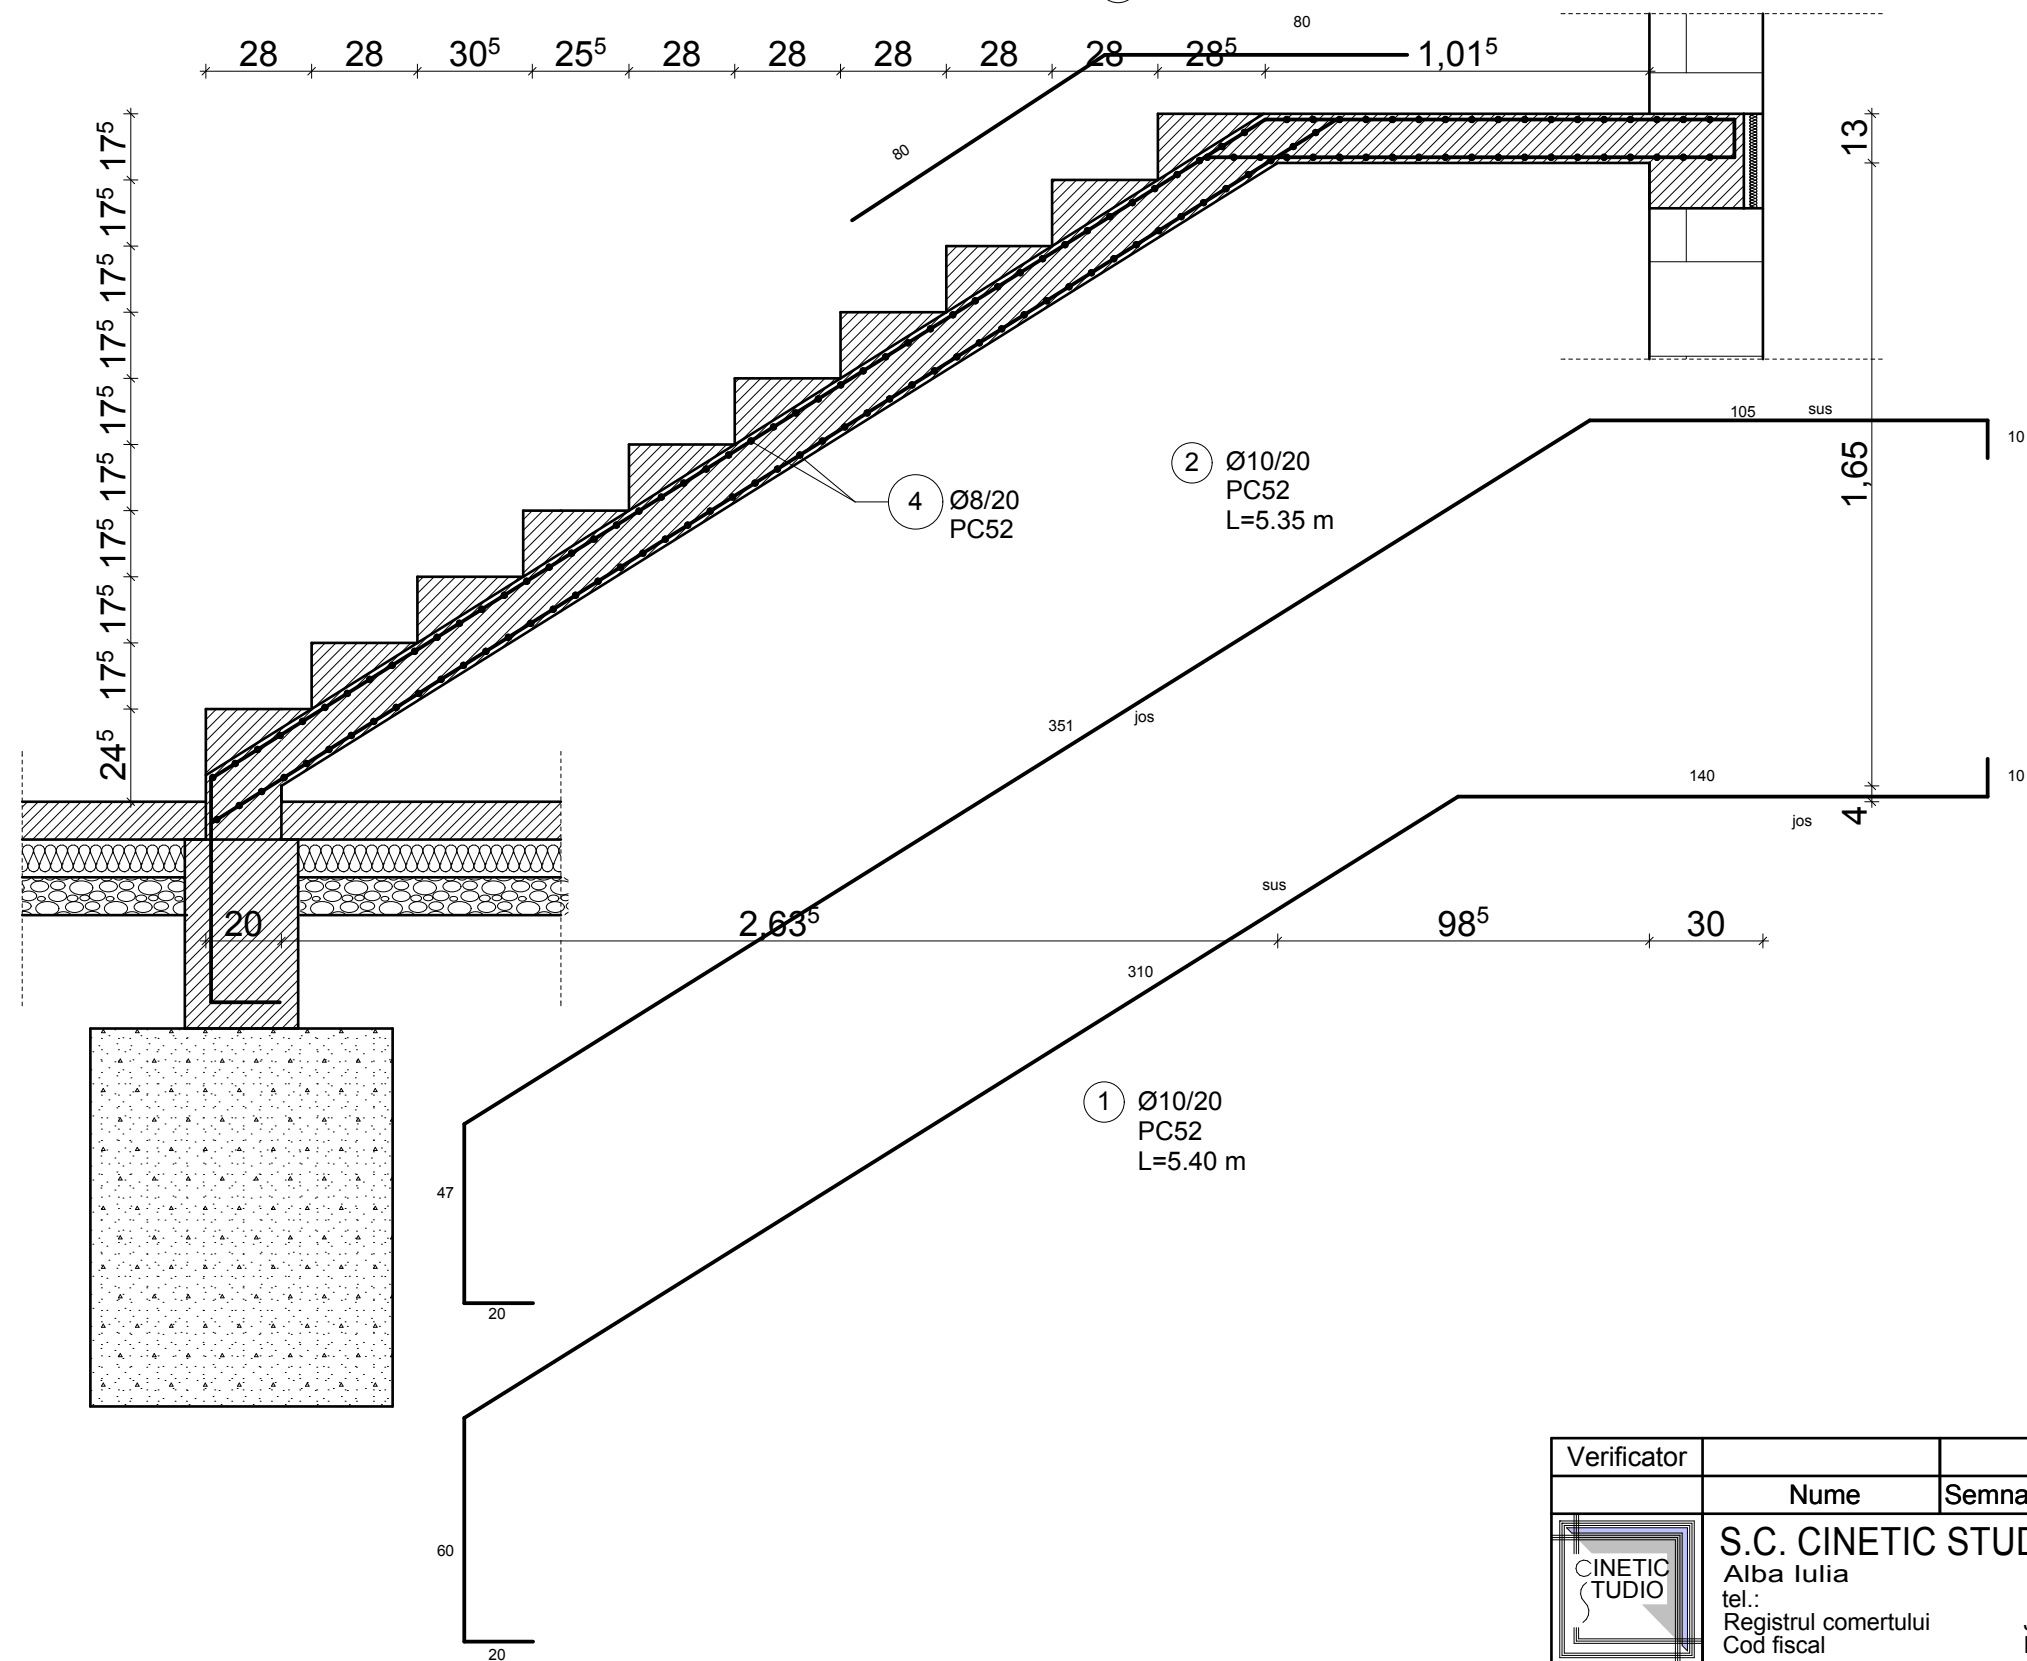 80
28 28 30⁵ 25⁵ 28 28 28 28 28 28⁵ 1,01⁵
17⁵
17⁵
17⁵
17⁵
17⁵
17⁵
17⁵
17⁵
17⁵
24⁵
80
13
1,65
4
105 sus
10
2 Ø10/20
PC52
L=5.35 m
4 Ø8/20
PC52
351 jos
140
10
jos
sus
20 2,63⁵ 98⁵ 30
310
1 Ø10/20
PC52
L=5.40 m
47
20
60
20
Verificator
Nume Semna
CINETIC
STUDIO
S.C. CINETIC STUD
Alba Iulia
tel.:
Registrul comertului
Cod fiscal